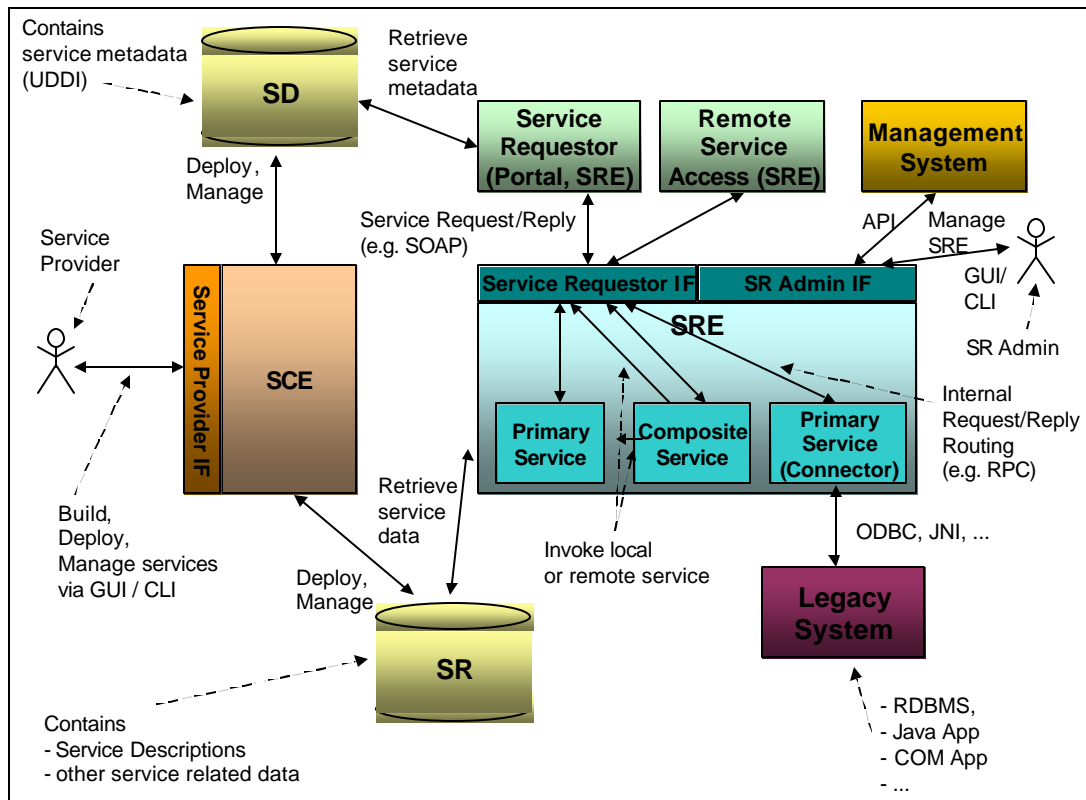 Contains
service metadata
(UDDI)
SD
Retrieve
service
metadata
Deploy,
Manage
Service
Requestor
(Portal, SRE)
Remote
Service
Access (SRE)
Management
System
Service Request/Reply
(e.g. SOAP)
API
Manage
SRE
GUI/
CLI
SR Admin
Service
Provider
Service Provider IF
SCE
Service Requestor IF
SR Admin IF
SRE
Primary
Service
Composite
Service
Primary
Service
(Connector)
Internal
Request/Reply
Routing
(e.g. RPC)
Build,
Deploy,
Manage services
via GUI / CLI
Retrieve
service
data
Deploy,
Manage
Invoke local
or remote service
ODBC, JNI, ...
Legacy
System
SR
Contains
- Service Descriptions
- other service related data
- RDBMS,
- Java App
- COM App
- ...